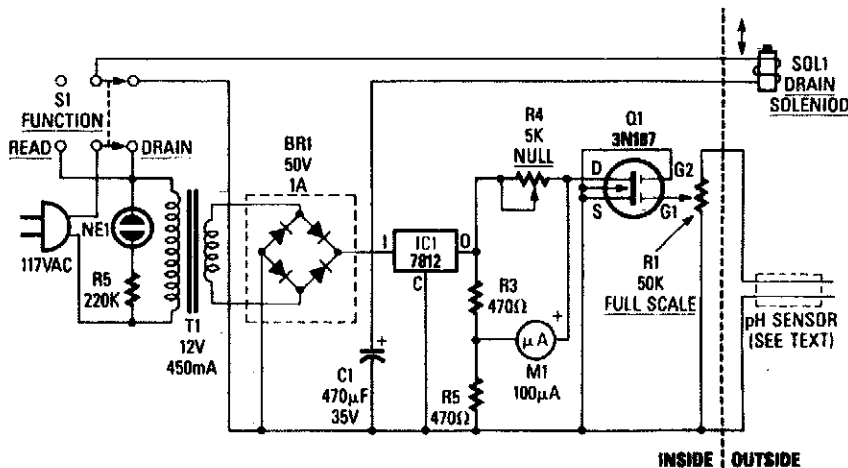 S1
FUNCTION
READ
DRAIN
117VAC
NE1
R5
220K
T1
12V
450mA
BR1
50V
1A
C1
470µF
35V
+
I
IC1
7812
O
C
R3
470Ω
R5
470Ω
R4
5K
NULL
+
µA
M1
100µA
Q1
3N187
D
S
G2
G1
R1
50K
FULL SCALE
SOL1
DRAIN
SOLENIOD
pH SENSOR
(SEE TEXT)
INSIDE
OUTSIDE